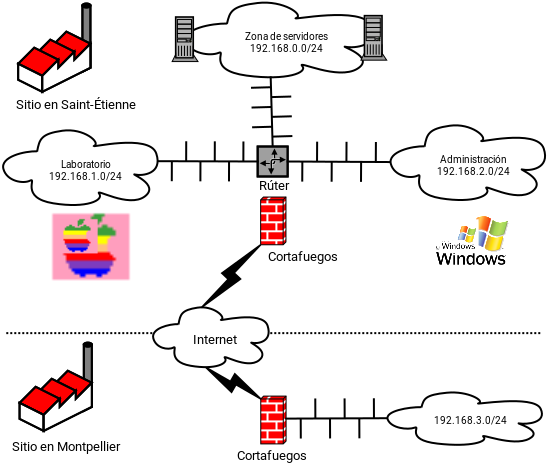 Zona de servidores
192.168.0.0/24
Sitio en Saint-Étienne
Laboratorio
192.168.1.0/24
Administración
192.168.2.0/24
Rúter
Cortafuegos
Windows
Windows
Internet
192.168.3.0/24
Sitio en Montpellier
Cortafuegos